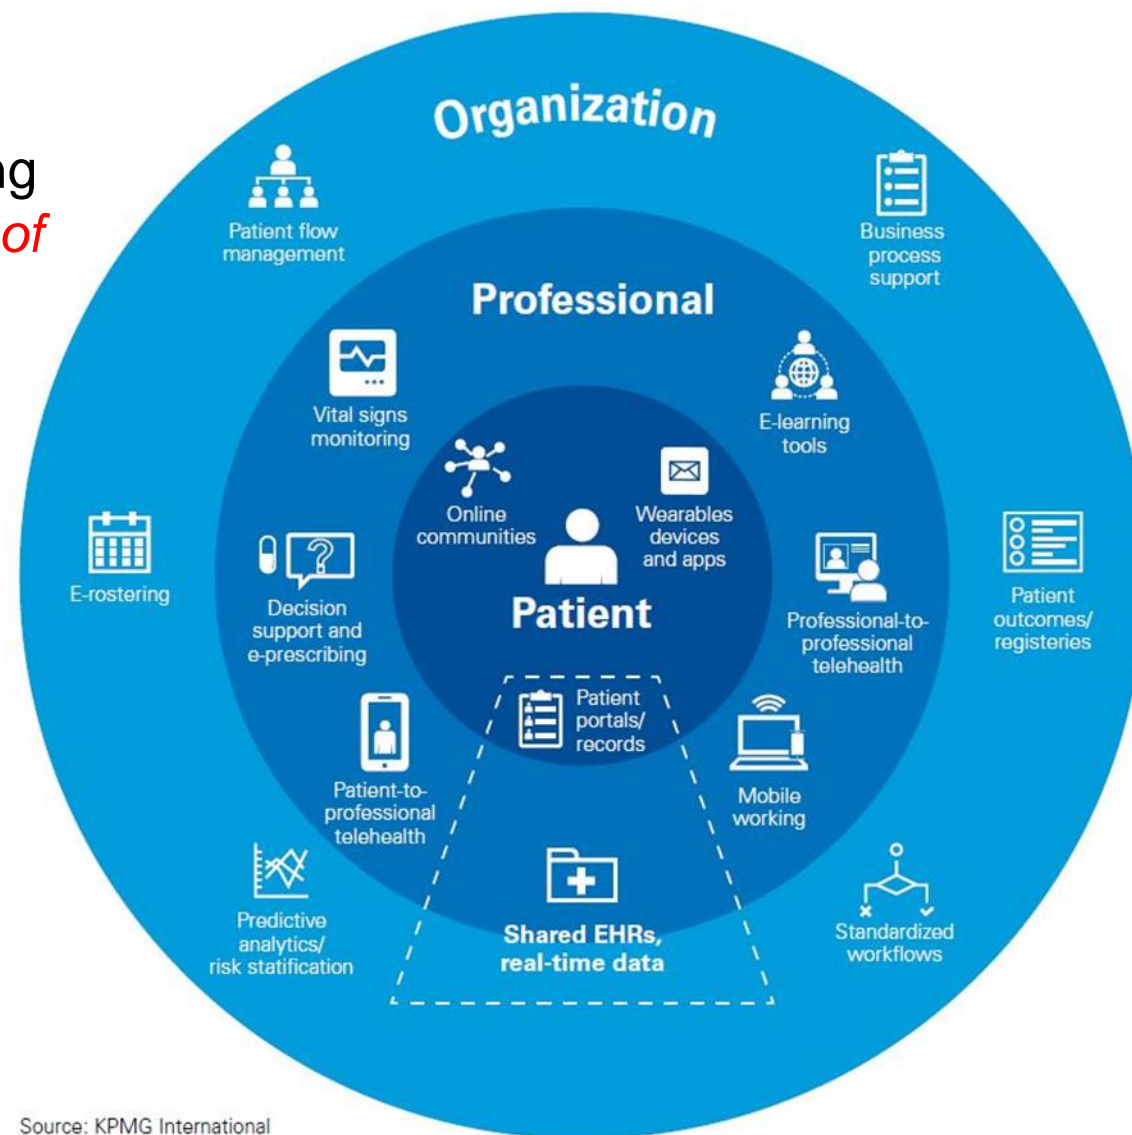 ng
of
Organization
Patient flow
management
Business
process
support
Professional
Vital signs
monitoring
E-learning
tools
Online
communities
Wearables
devices
and apps
Patient
E-rostering
Decision
support and
e-prescribing
Professional-to-
professional
telehealth
Patient
outcomes/
registeries
Patient
portals/
records
Patient-to-
professional
telehealth
Mobile
working
Predictive
analytics/
risk statification
Shared EHRs,
real-time data
Standardized
workflows
Source: KPMG International